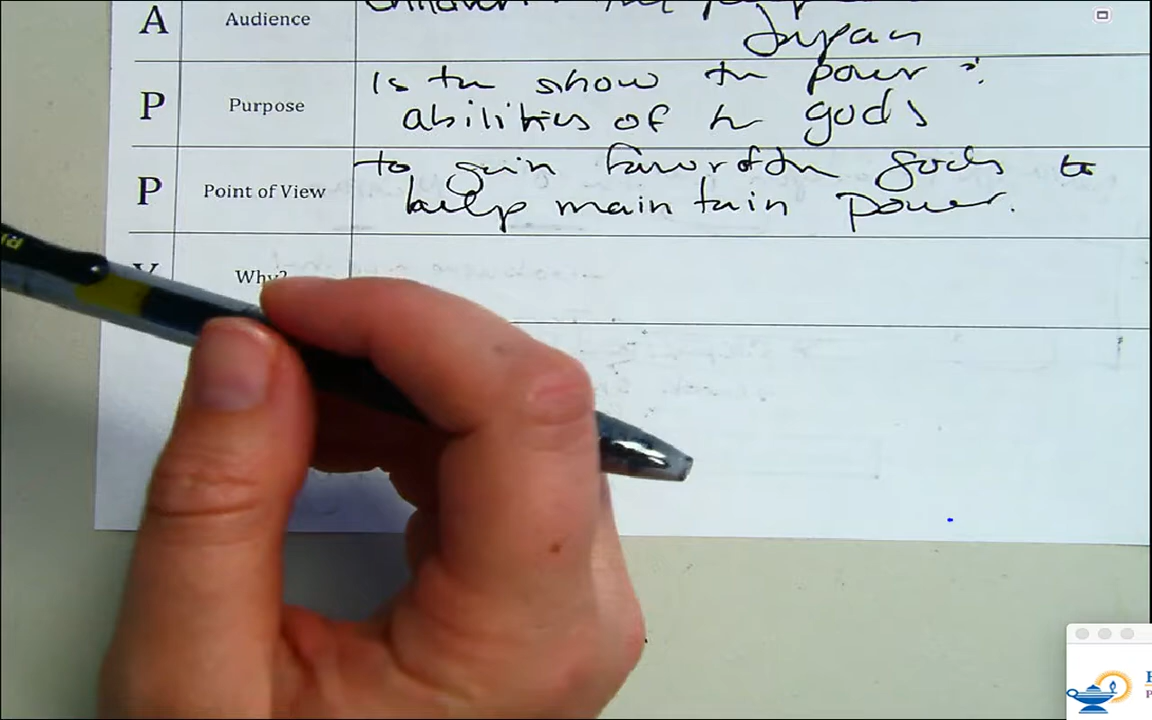 A Audience
Japan
P Purpose
is the show the power &
abilities of the gods
P Point of View
to gain favor of the gods to
help maintain power.
Y Why?